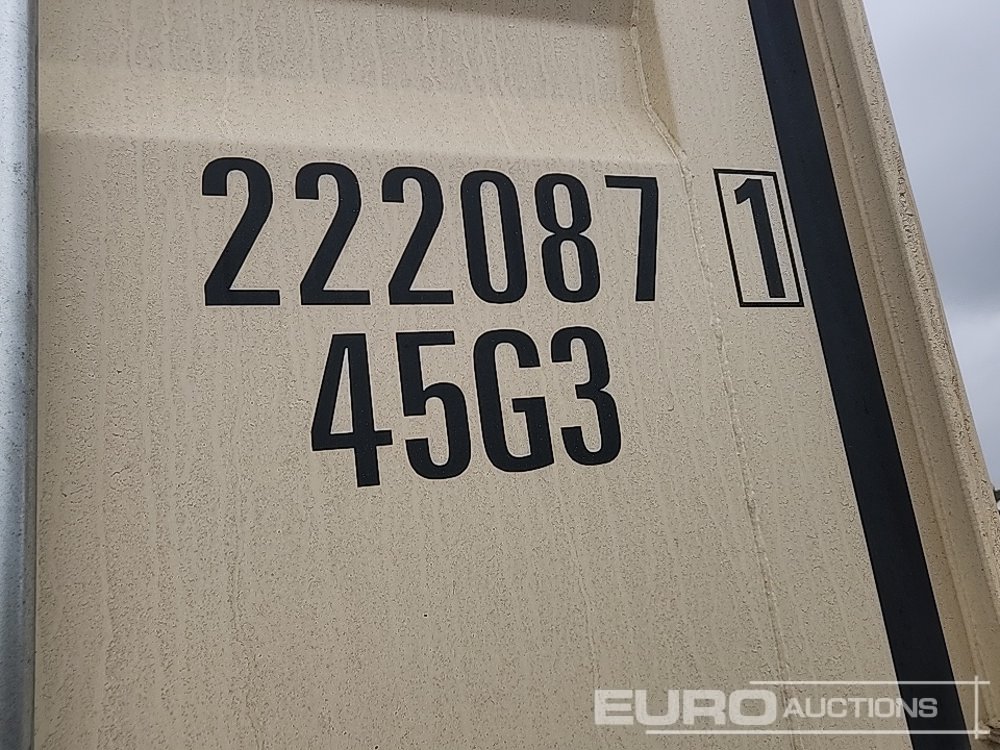 222087 1
45G3
EURO AUCTIONS